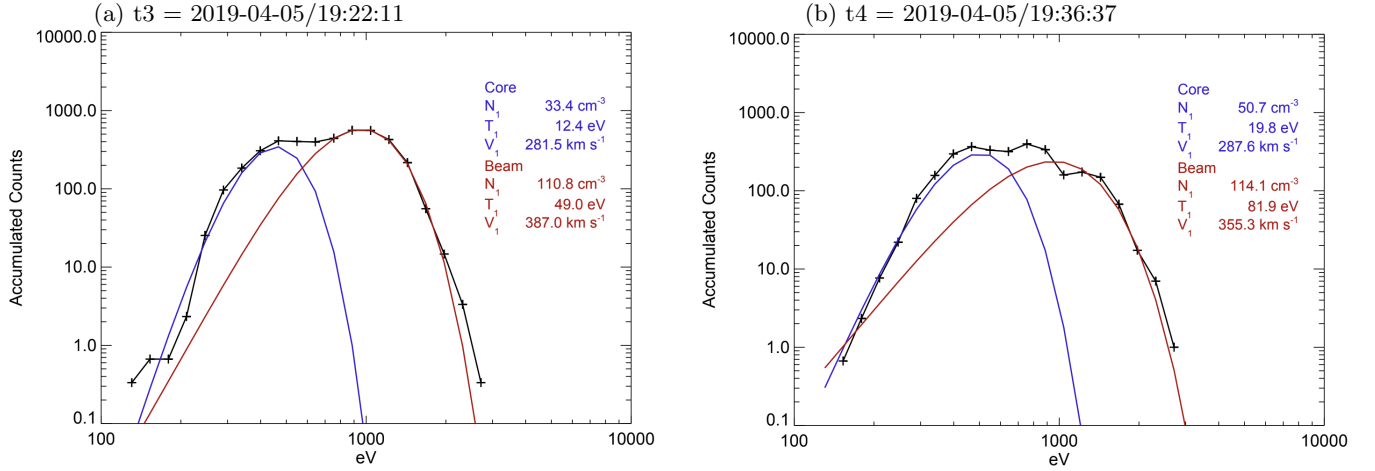 (a) t3 = 2019-04-05/19:22:11
10000.0
1000.0
100.0
10.0
1.0
0.1
Accumulated Counts
100
1000
10000
eV
Core
N₁ 33.4 cm⁻³
T₁ 12.4 eV
V₁ 281.5 km s⁻¹
Beam
N₁ 110.8 cm⁻³
T₁ 49.0 eV
V₁ 387.0 km s⁻¹
(b) t4 = 2019-04-05/19:36:37
10000.0
1000.0
100.0
10.0
1.0
0.1
Accumulated Counts
100
1000
10000
eV
Core
N₁ 50.7 cm⁻³
T₁ 19.8 eV
V₁ 287.6 km s⁻¹
Beam
N₁ 114.1 cm⁻³
T₁ 81.9 eV
V₁ 355.3 km s⁻¹